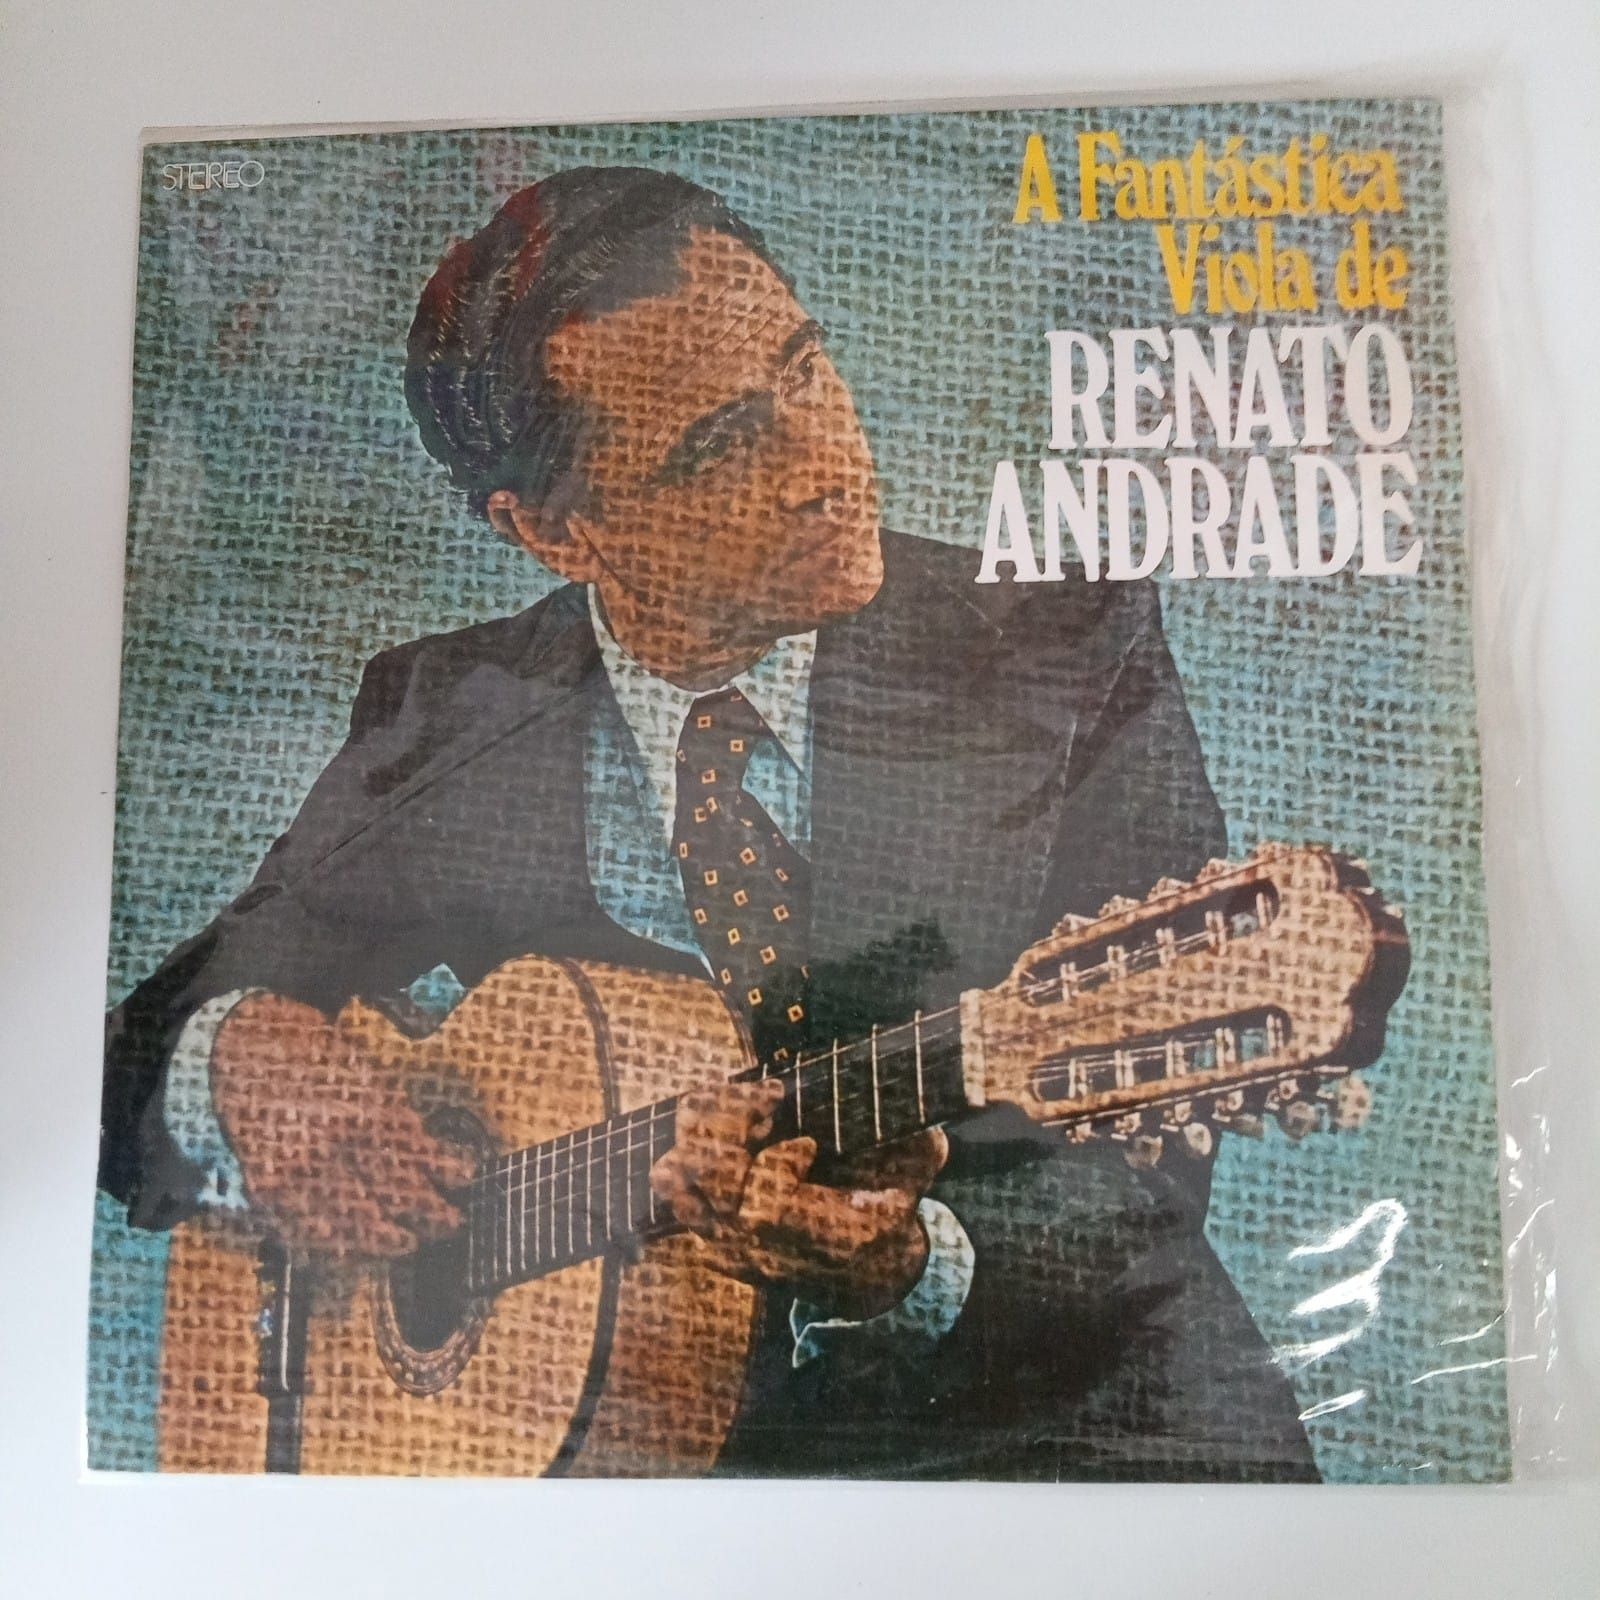 STEREO
A Fantástica
Viola de
RENATO
ANDRADE